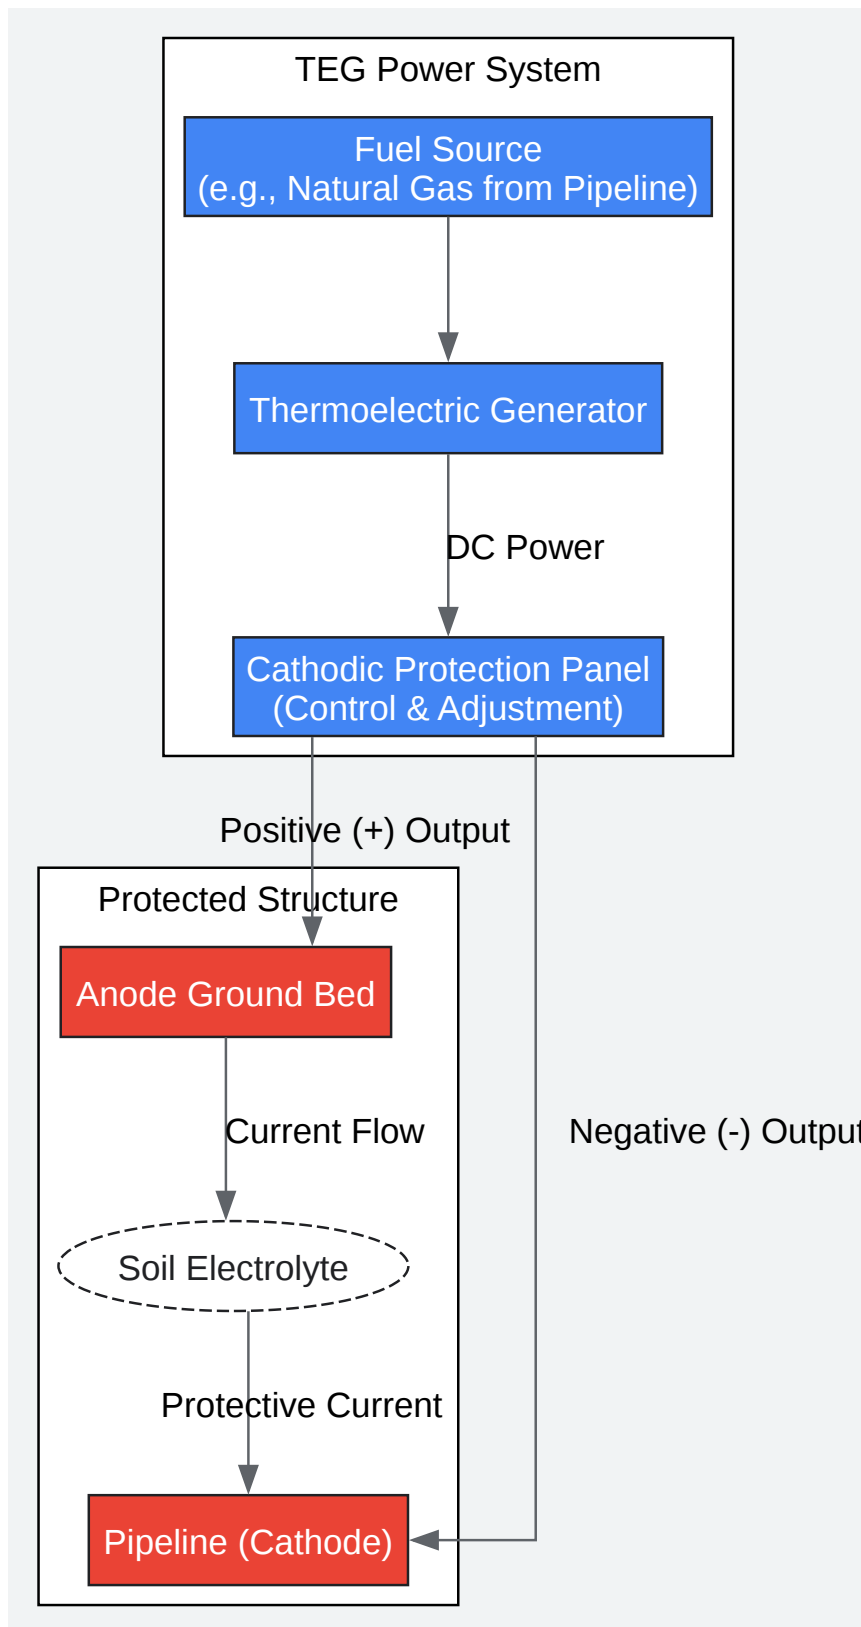 TEG Power System
Fuel Source
(e.g., Natural Gas from Pipeline)
Thermoelectric Generator
DC Power
Cathodic Protection Panel
(Control & Adjustment)
Positive (+) Output
Protected Structure
Anode Ground Bed
Current Flow
Negative (-) Output
Soil Electrolyte
Protective Current
Pipeline (Cathode)